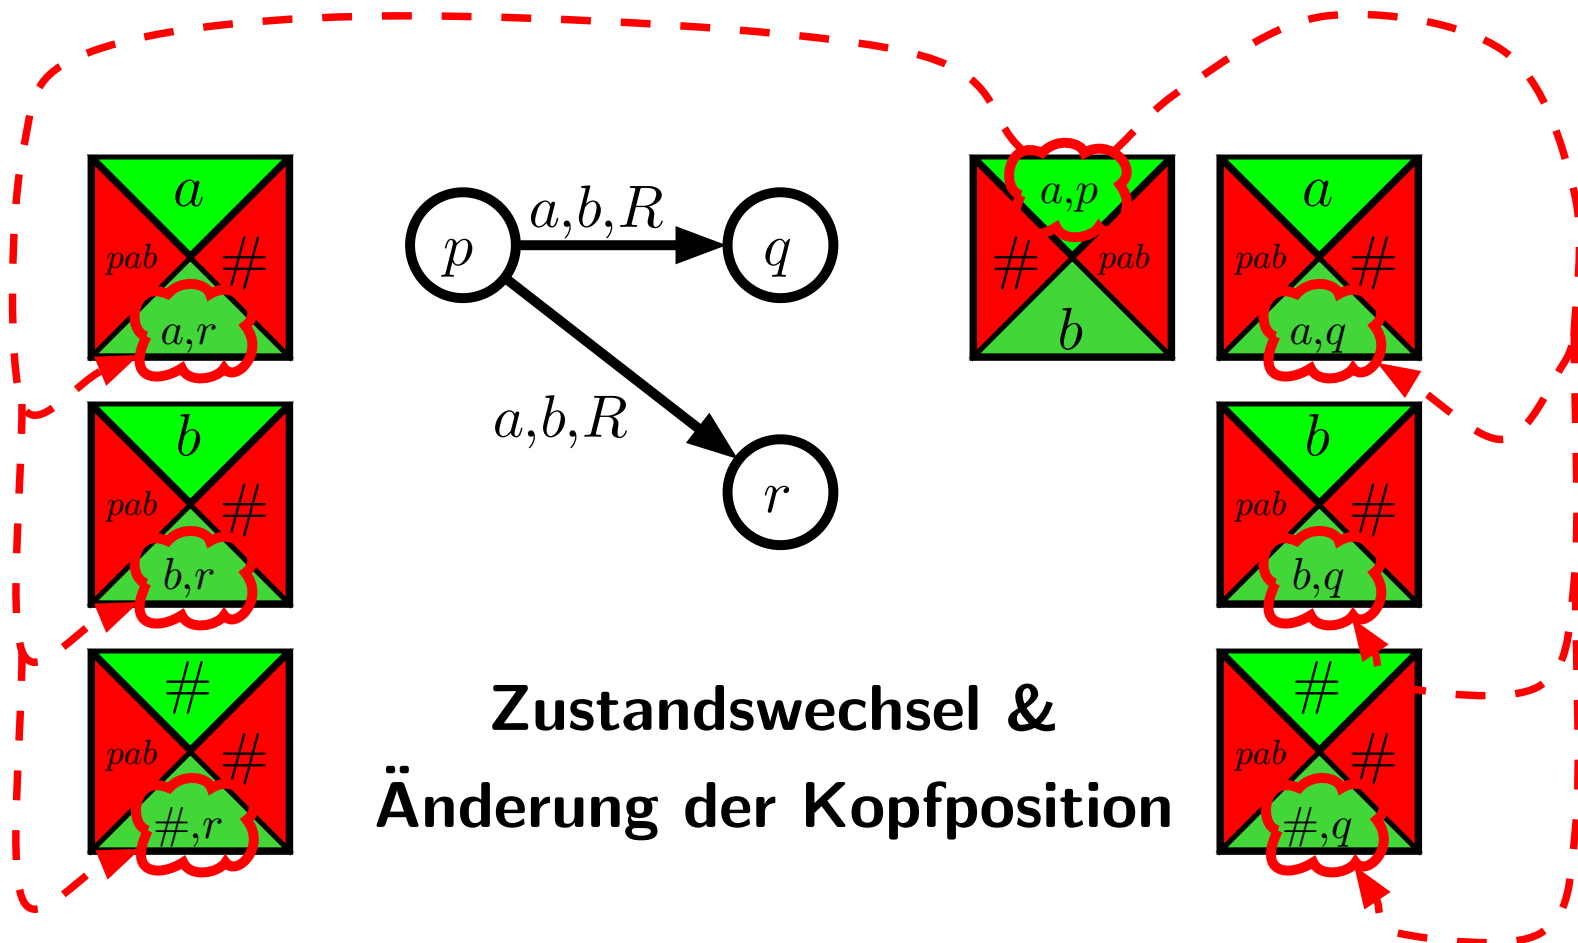 a
pab #
a,r
p
a,b,R
q
a,b,R
r
a,p
# pab
b
a
pab #
a,q
b
pab #
b,r
b
pab #
b,q
#
pab #
#,r
Zustandswechsel &
Änderung der Kopfposition
#
pab #
#,q